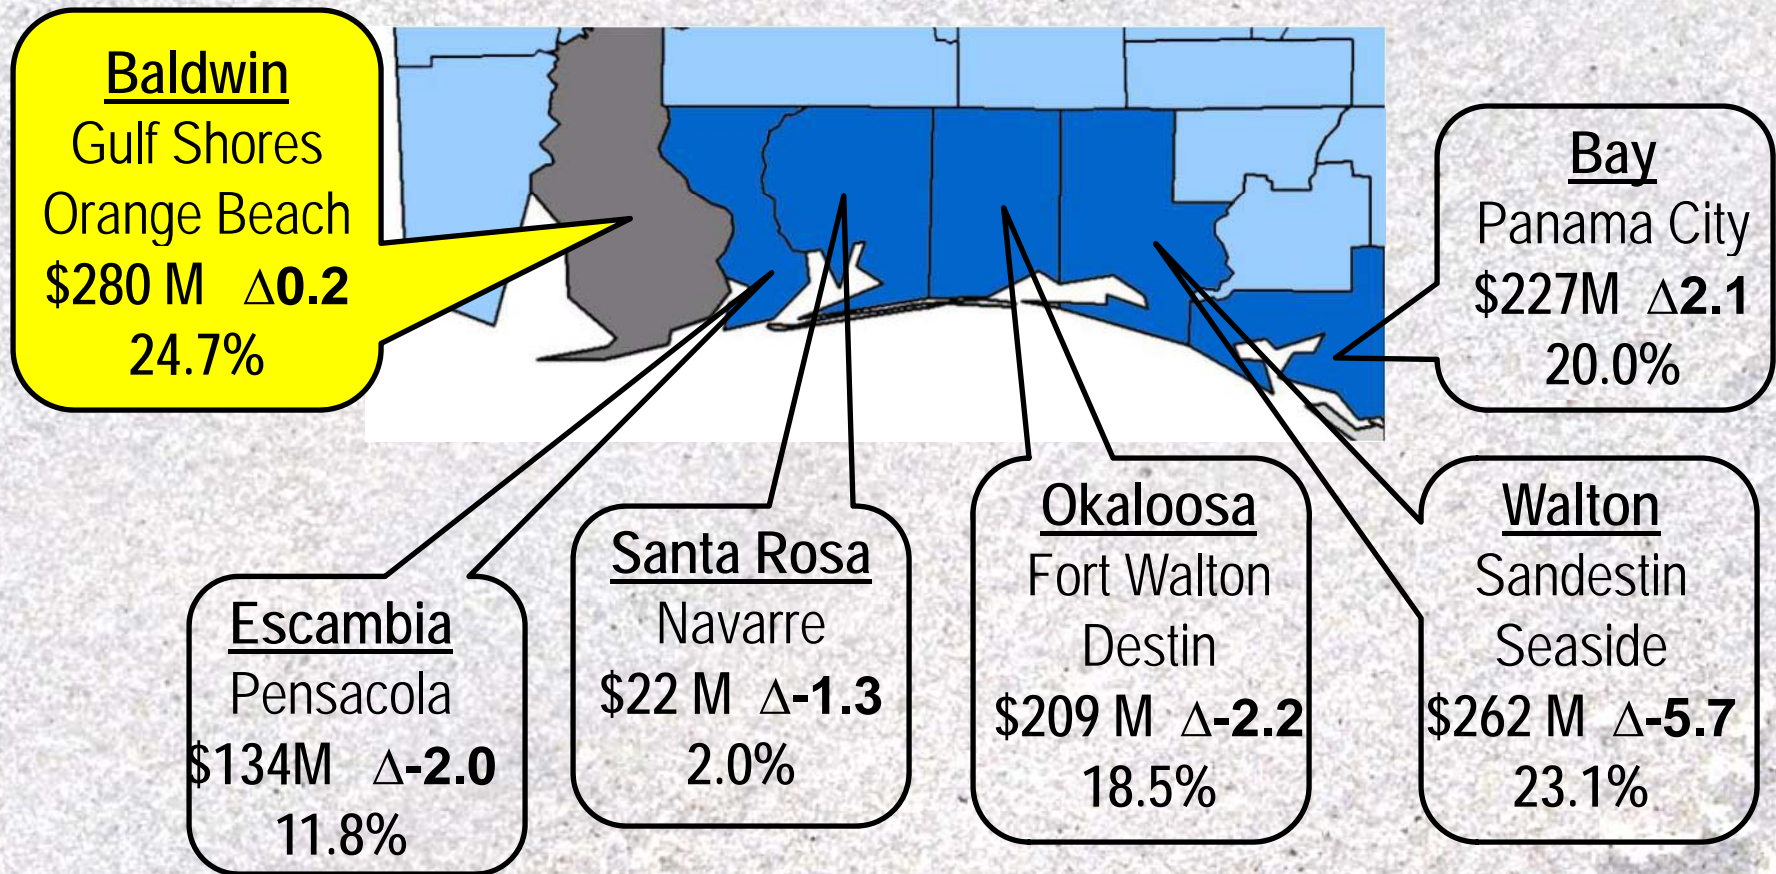 Baldwin
Gulf Shores
Orange Beach
$280 M Δ0.2
24.7%
Bay
Panama City
$227M Δ2.1
20.0%
Escambia
Pensacola
$134M Δ-2.0
11.8%
Santa Rosa
Navarre
$22 M Δ-1.3
2.0%
Okaloosa
Fort Walton
Destin
$209 M Δ-2.2
18.5%
Walton
Sandestin
Seaside
$262 M Δ-5.7
23.1%